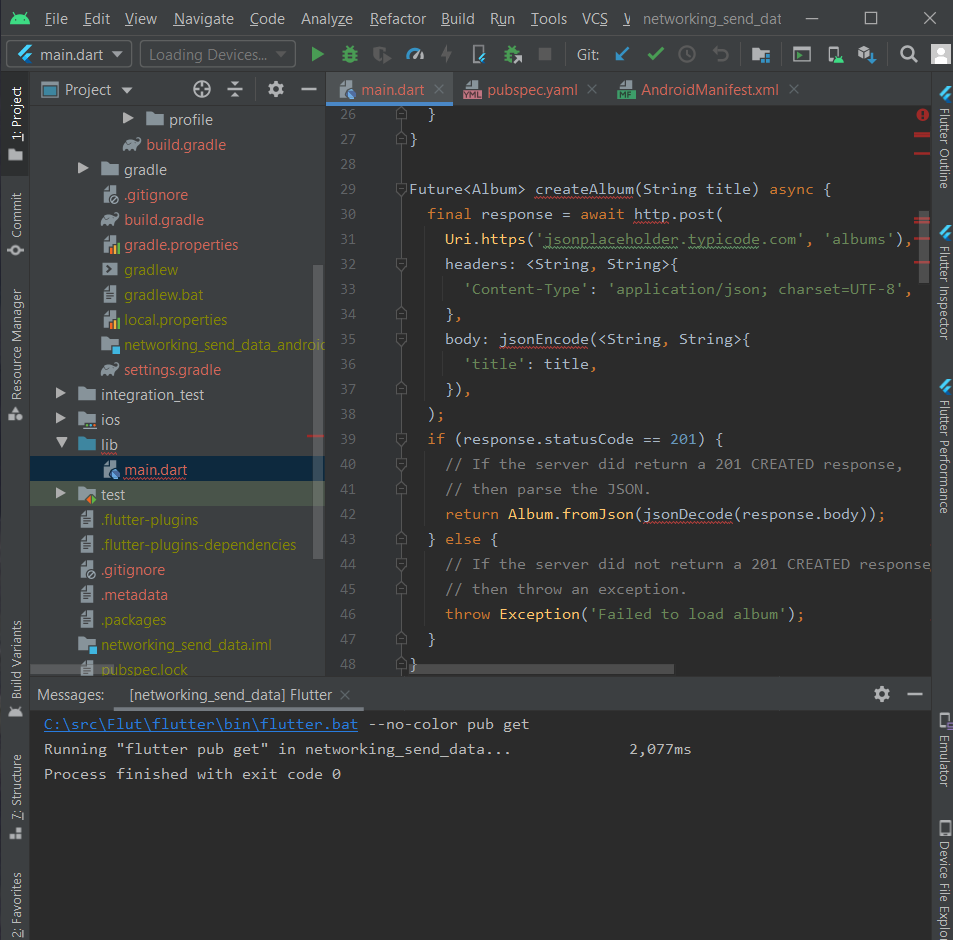 File Edit View Navigate Code Analyze Refactor Build Run Tools VCS networking_send_dat
main.dart Loading Devices... Git:
1: Project
Commit
Resource Manager
Build Variants
7: Structure
2: Favorites
Project
profile
build.gradle
gradle
.gitignore
build.gradle
gradle.properties
gradlew
gradlew.bat
local.properties
networking_send_data_androi
settings.gradle
integration_test
ios
lib
main.dart
test
.flutter-plugins
.flutter-plugins-dependencies
.gitignore
.metadata
.packages
networking_send_data.iml
pubspec.lock
main.dart pubspec.yaml AndroidManifest.xml
26 }
27 }
28
29 Future<Album> createAlbum(String title) async {
30 final response = await http.post(
31 Uri.https('jsonplaceholder.typicode.com', 'albums'),
32 headers: <String, String>{
33 'Content-Type': 'application/json; charset=UTF-8',
34 },
35 body: jsonEncode(<String, String>{
36 'title': title,
37 }),
38 );
39 if (response.statusCode == 201) {
40 // If the server did return a 201 CREATED response,
41 // then parse the JSON.
42 return Album.fromJson(jsonDecode(response.body));
43 } else {
44 // If the server did not return a 201 CREATED response
45 // then throw an exception.
46 throw Exception('Failed to load album');
47 }
48 }
Flutter Outline
Flutter Inspector
Flutter Performance
Emulator
Device File Explo
Messages: [networking_send_data] Flutter
C:\src\Flut\flutter\bin\flutter.bat --no-color pub get
Running "flutter pub get" in networking_send_data... 2,077ms
Process finished with exit code 0